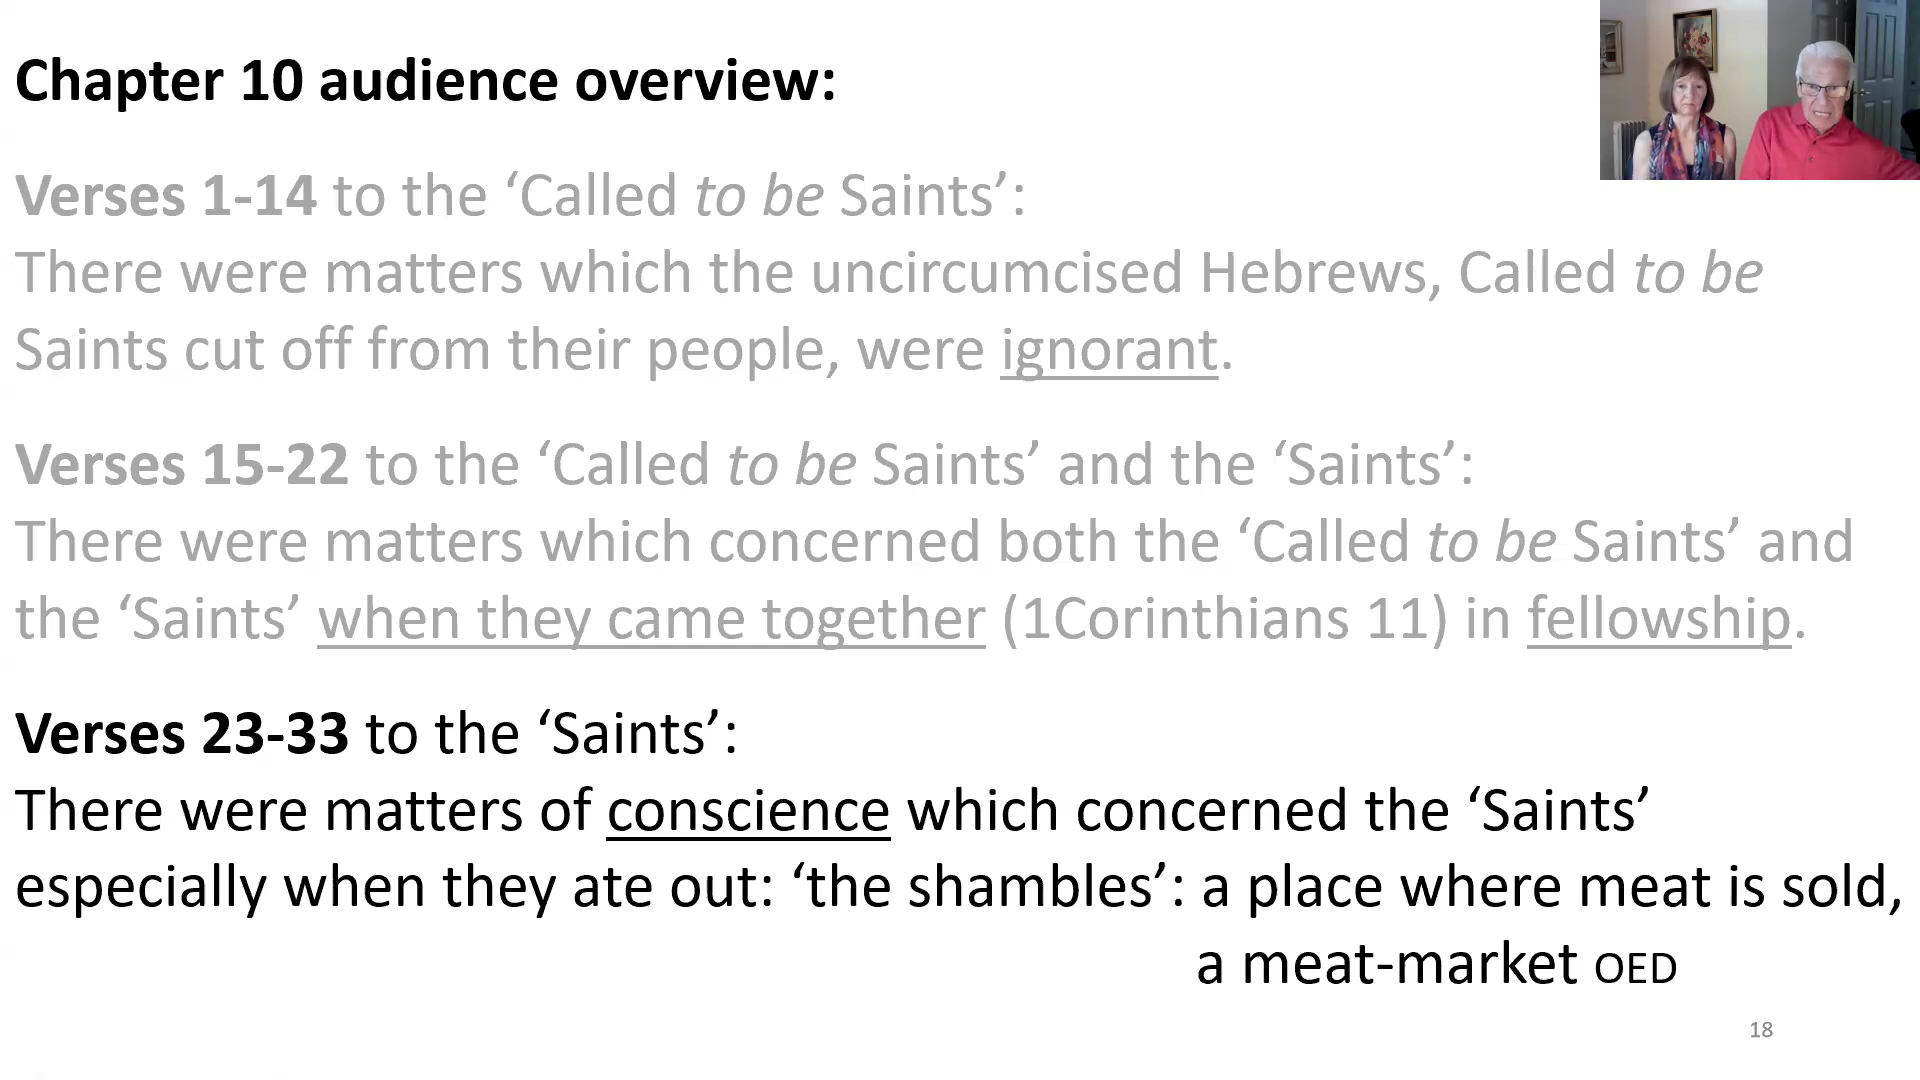 Chapter 10 audience overview:
Verses 1-14 to the ‘Called to be Saints’:
There were matters which the uncircumcised Hebrews, Called to be
Saints cut off from their people, were ignorant.
Verses 15-22 to the ‘Called to be Saints’ and the ‘Saints’:
There were matters which concerned both the ‘Called to be Saints’ and
the ‘Saints’ when they came together (1Corinthians 11) in fellowship.
Verses 23-33 to the ‘Saints’:
There were matters of conscience which concerned the ‘Saints’
especially when they ate out: ‘the shambles’: a place where meat is sold,
a meat-market OED
18